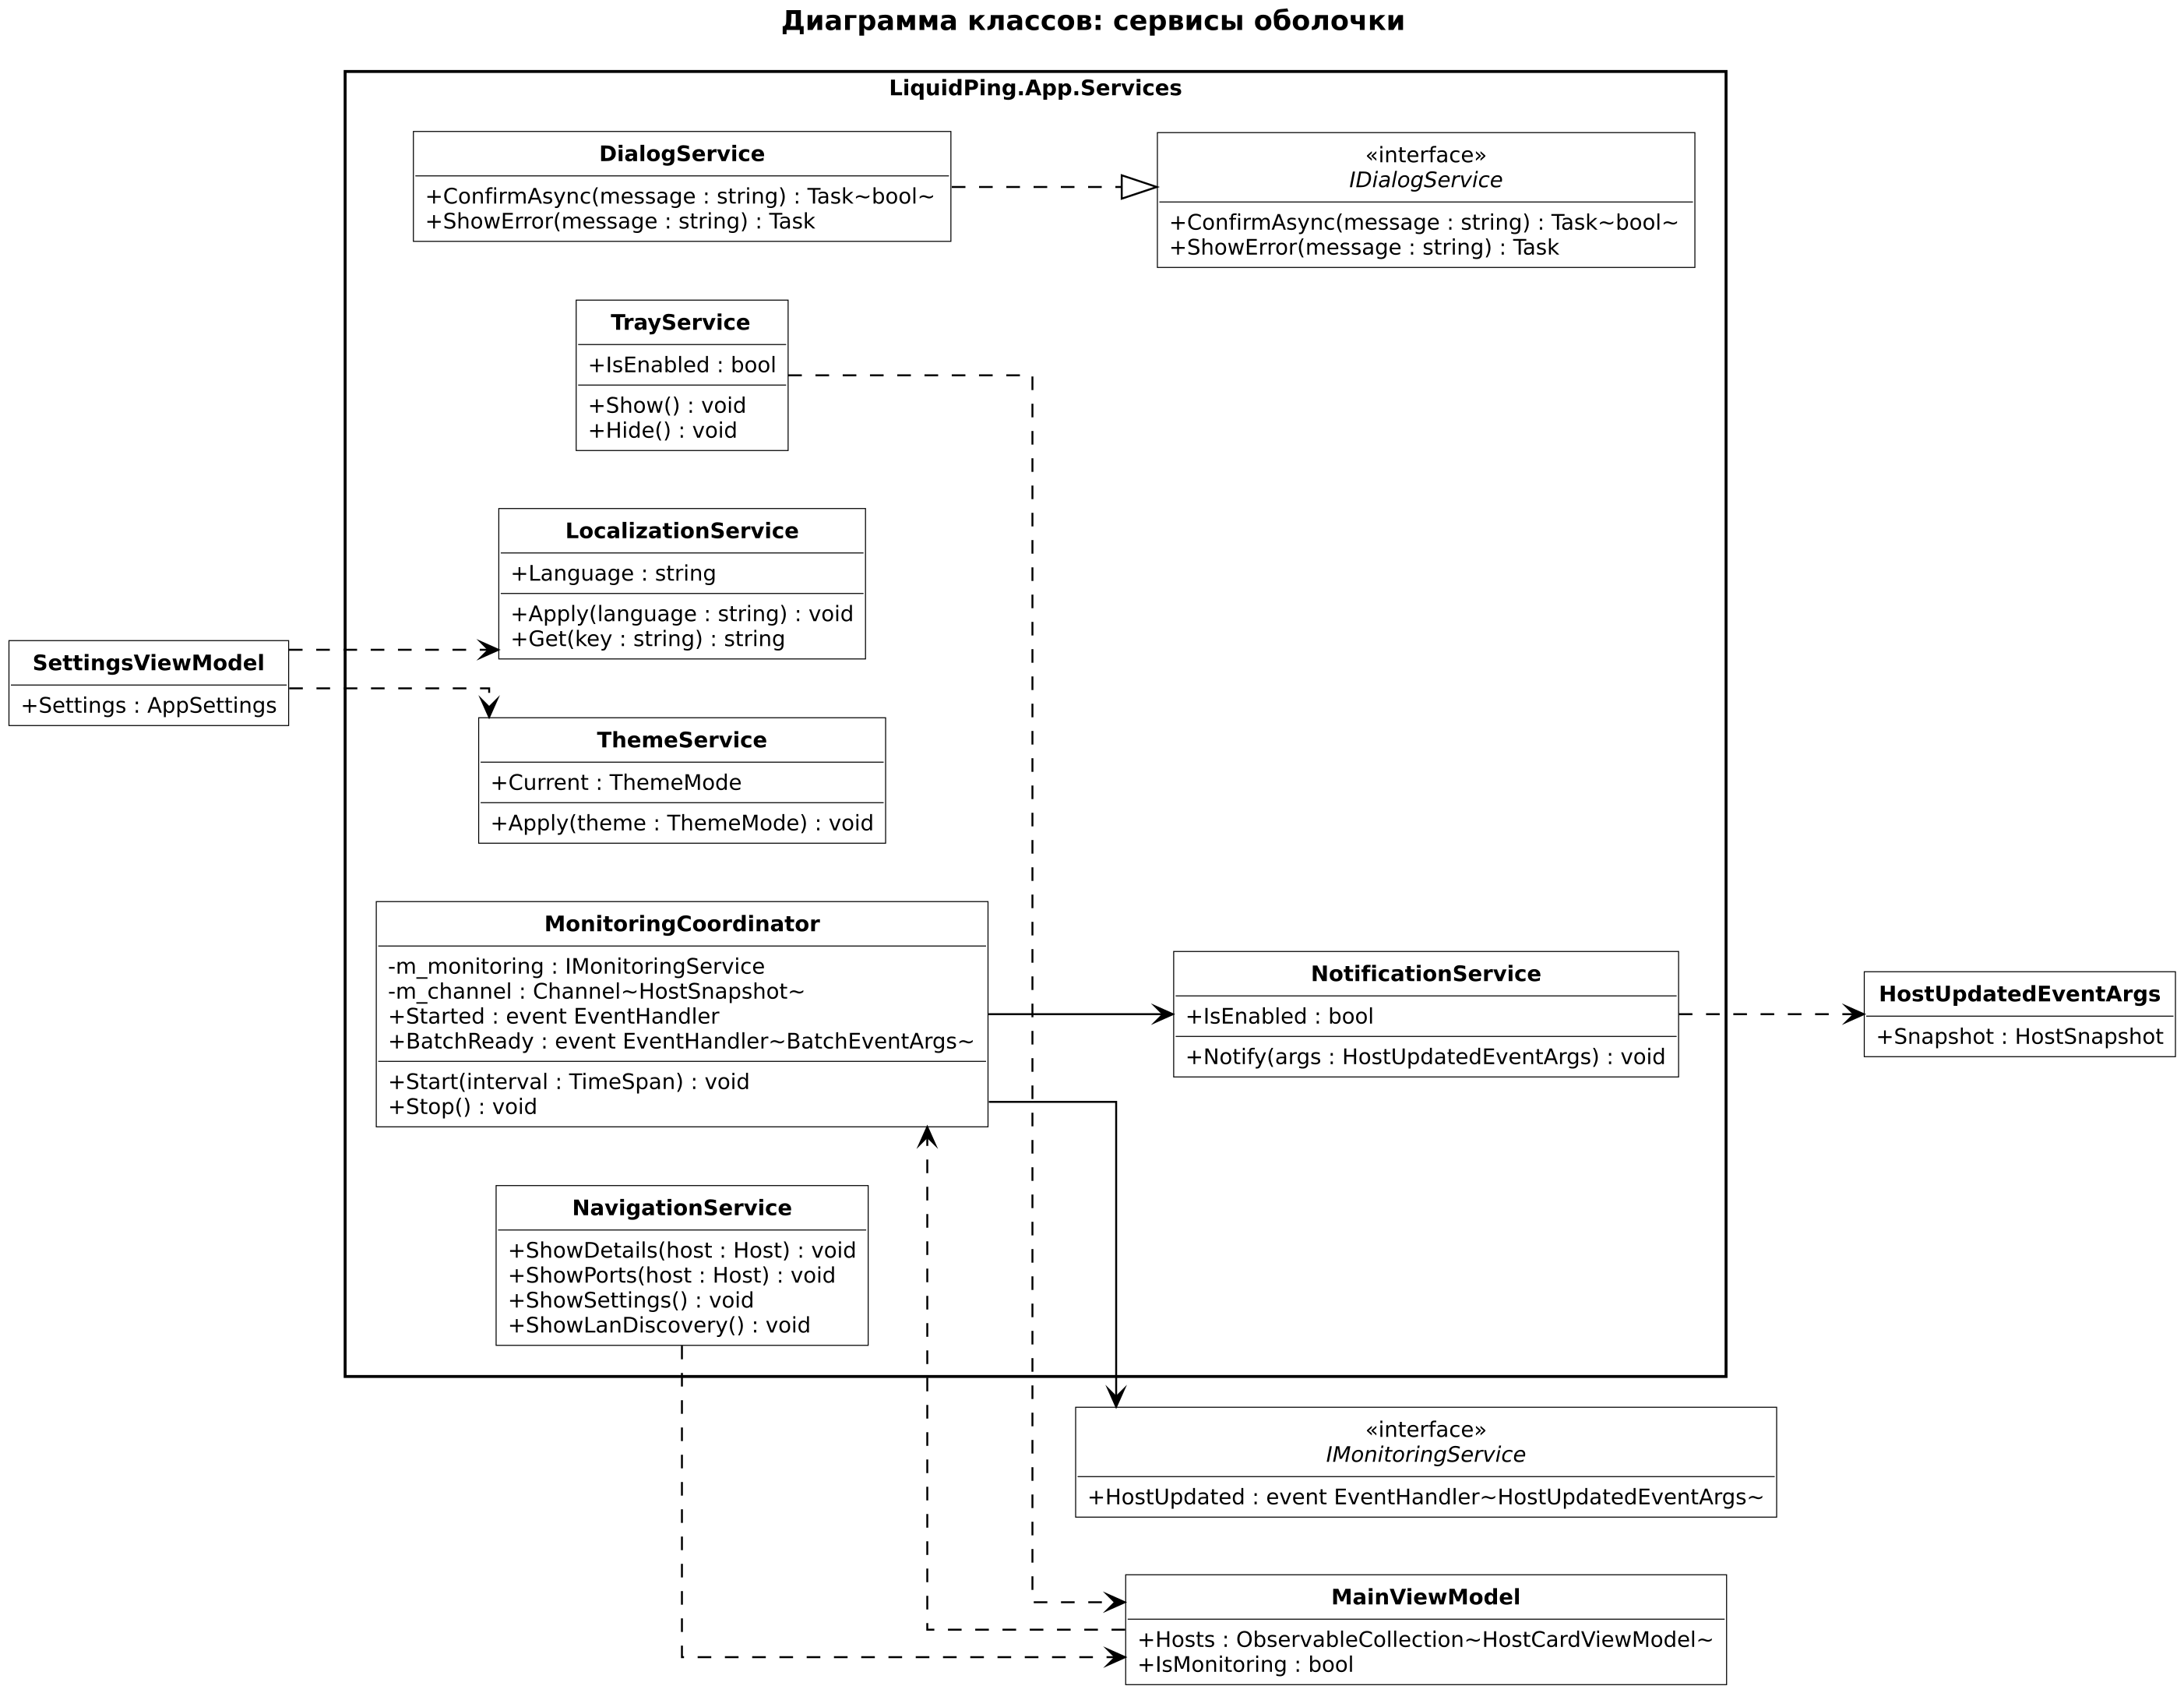 Диаграмма классов: сервисы оболочки
LiquidPing.App.Services
DialogService
+ConfirmAsync(message : string) : Task~bool~
+ShowError(message : string) : Task
«interface»
IDialogService
+ConfirmAsync(message : string) : Task~bool~
+ShowError(message : string) : Task
TrayService
+IsEnabled : bool
+Show() : void
+Hide() : void
LocalizationService
+Language : string
+Apply(language : string) : void
+Get(key : string) : string
SettingsViewModel
+Settings : AppSettings
ThemeService
+Current : ThemeMode
+Apply(theme : ThemeMode) : void
MonitoringCoordinator
-m_monitoring : IMonitoringService
-m_channel : Channel~HostSnapshot~
+Started : event EventHandler
+BatchReady : event EventHandler~BatchEventArgs~
+Start(interval : TimeSpan) : void
+Stop() : void
NotificationService
+IsEnabled : bool
+Notify(args : HostUpdatedEventArgs) : void
HostUpdatedEventArgs
+Snapshot : HostSnapshot
NavigationService
+ShowDetails(host : Host) : void
+ShowPorts(host : Host) : void
+ShowSettings() : void
+ShowLanDiscovery() : void
«interface»
IMonitoringService
+HostUpdated : event EventHandler~HostUpdatedEventArgs~
MainViewModel
+Hosts : ObservableCollection~HostCardViewModel~
+IsMonitoring : bool